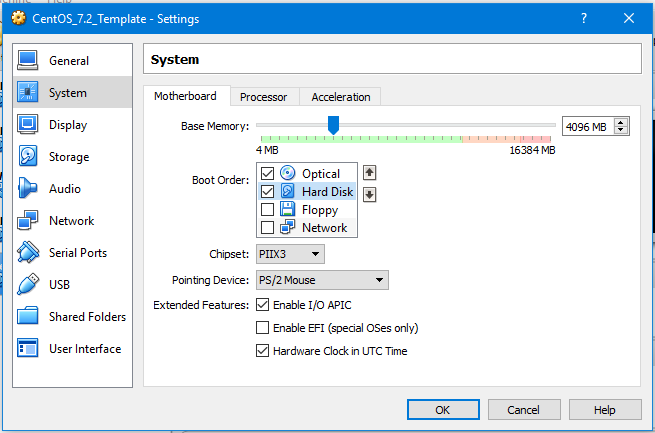 CentOS_7.2_Template - Settings
General
System
Display
Storage
Audio
Network
Serial Ports
USB
Shared Folders
User Interface
System
Motherboard Processor Acceleration
Base Memory: 4096 MB
4 MB 16384 MB
Boot Order: Optical
Hard Disk
Floppy
Network
Chipset: PIIX3
Pointing Device: PS/2 Mouse
Extended Features: Enable I/O APIC
Enable EFI (special OSes only)
Hardware Clock in UTC Time
OK Cancel Help